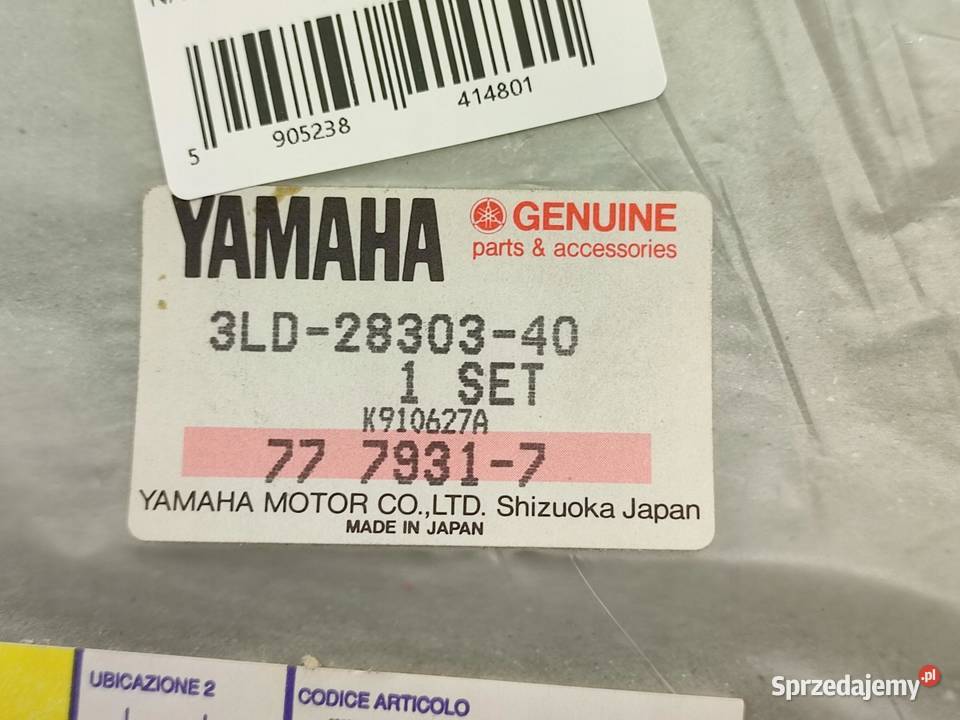 5 905238 414801
YAMAHA
GENUINE
parts & accessories
3LD-28303-40
1 SET
K910627A
77 7931-7
YAMAHA MOTOR CO.,LTD. Shizuoka Japan
MADE IN JAPAN
UBICAZIONE 2
CODICE ARTICOLO
Sprzedajemy.pl